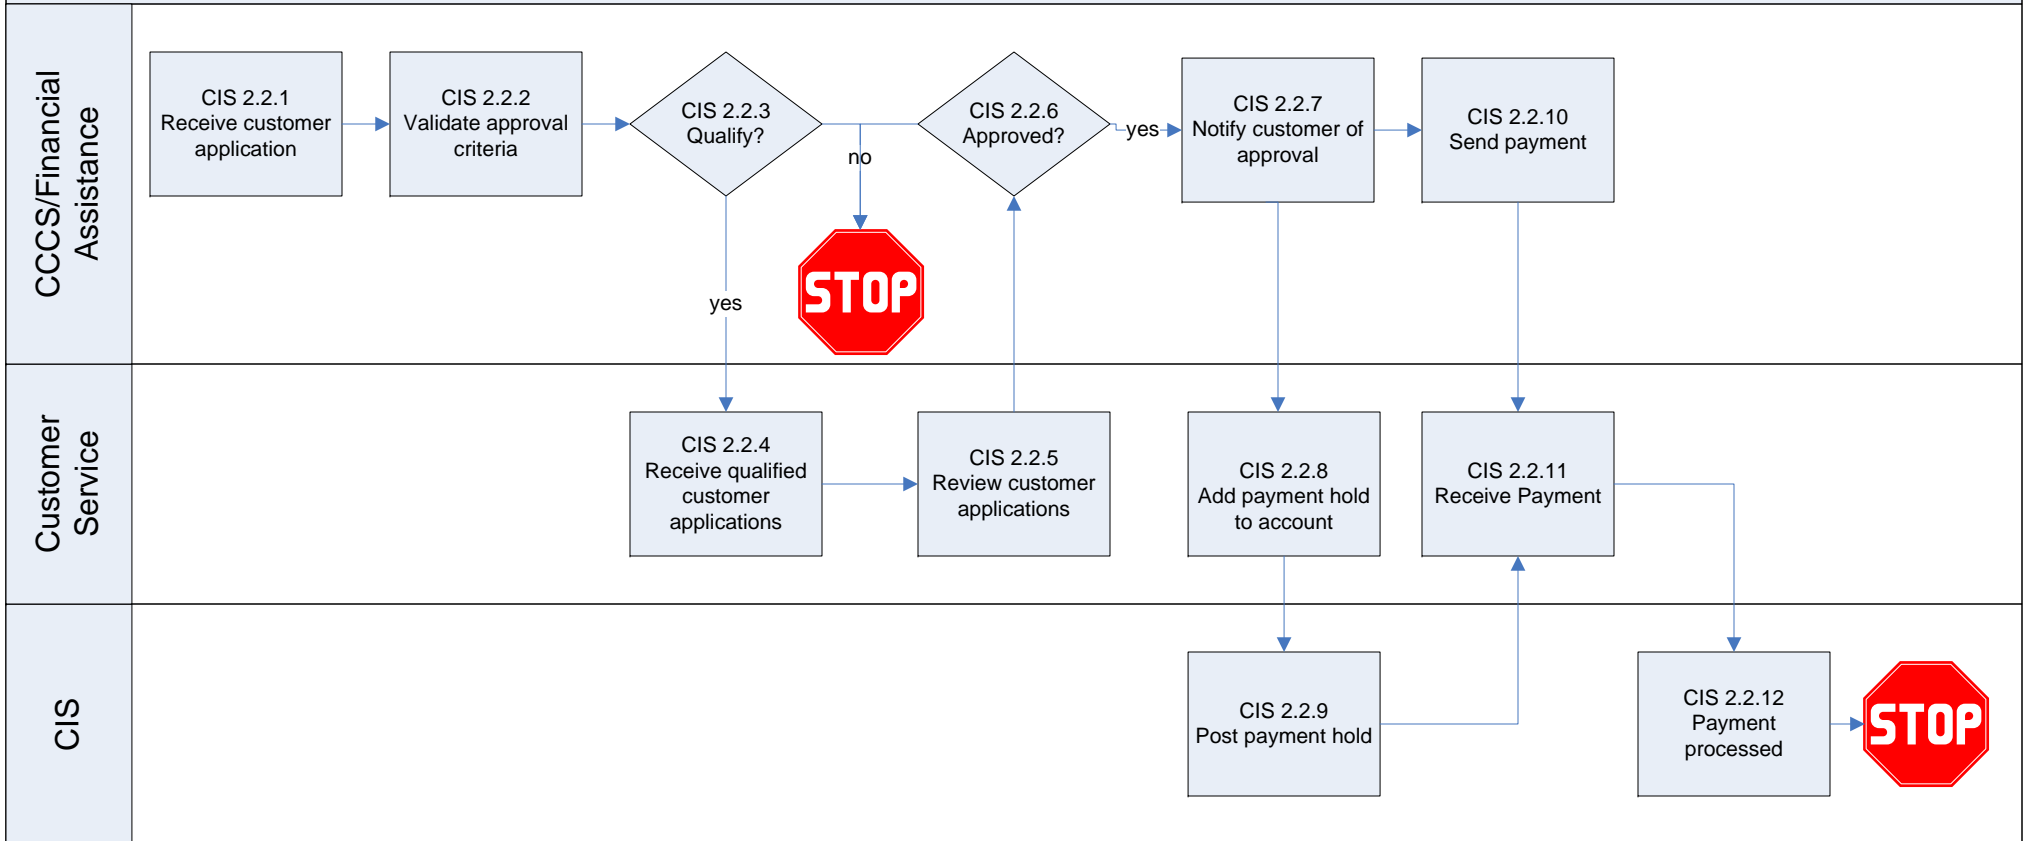 CCCS/Financial
Assistance
CIS 2.2.1
Receive customer
application
CIS 2.2.2
Validate approval
criteria
CIS 2.2.3
Qualify?
no
yes
STOP
CIS 2.2.6
Approved?
yes
CIS 2.2.7
Notify customer of
approval
CIS 2.2.10
Send payment
Customer
Service
CIS 2.2.4
Receive qualified
customer
applications
CIS 2.2.5
Review customer
applications
CIS 2.2.8
Add payment hold
to account
CIS 2.2.11
Receive Payment
CIS
CIS 2.2.9
Post payment hold
CIS 2.2.12
Payment
processed
STOP